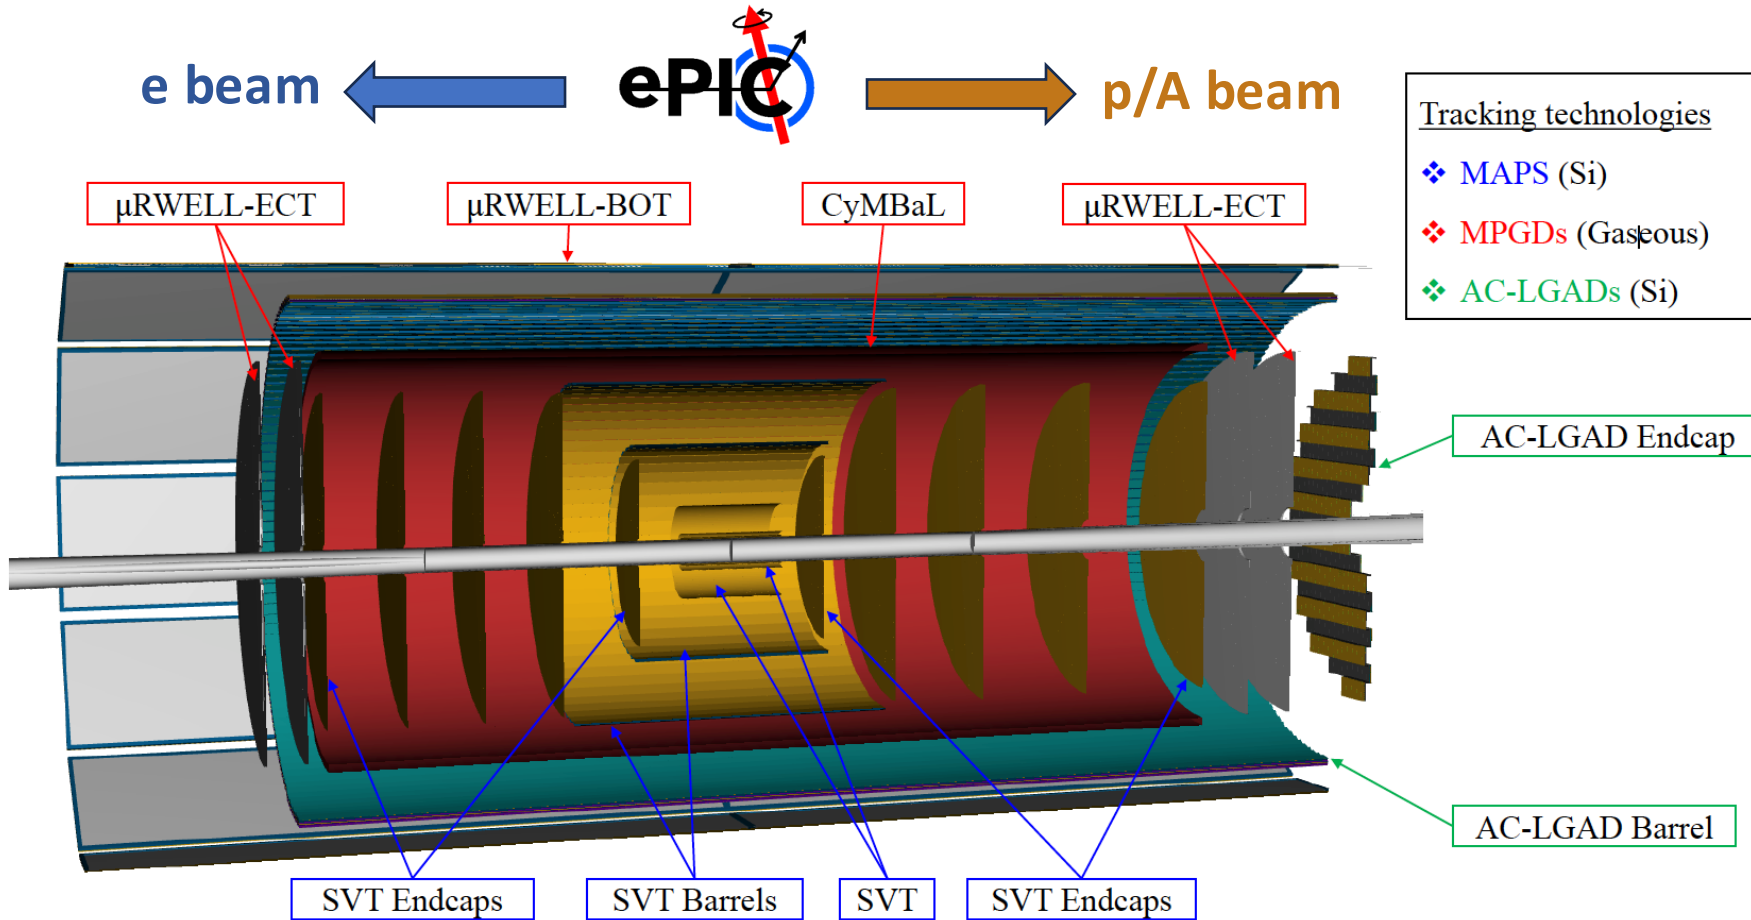 e beam
ePIC
p/A beam
Tracking technologies
❖ MAPS (Si)
❖ MPGDs (Gaseous)
❖ AC-LGADs (Si)
μRWELL-ECT
μRWELL-BOT
CyMBaL
μRWELL-ECT
AC-LGAD Endcap
AC-LGAD Barrel
SVT Endcaps
SVT Barrels
SVT
SVT Endcaps